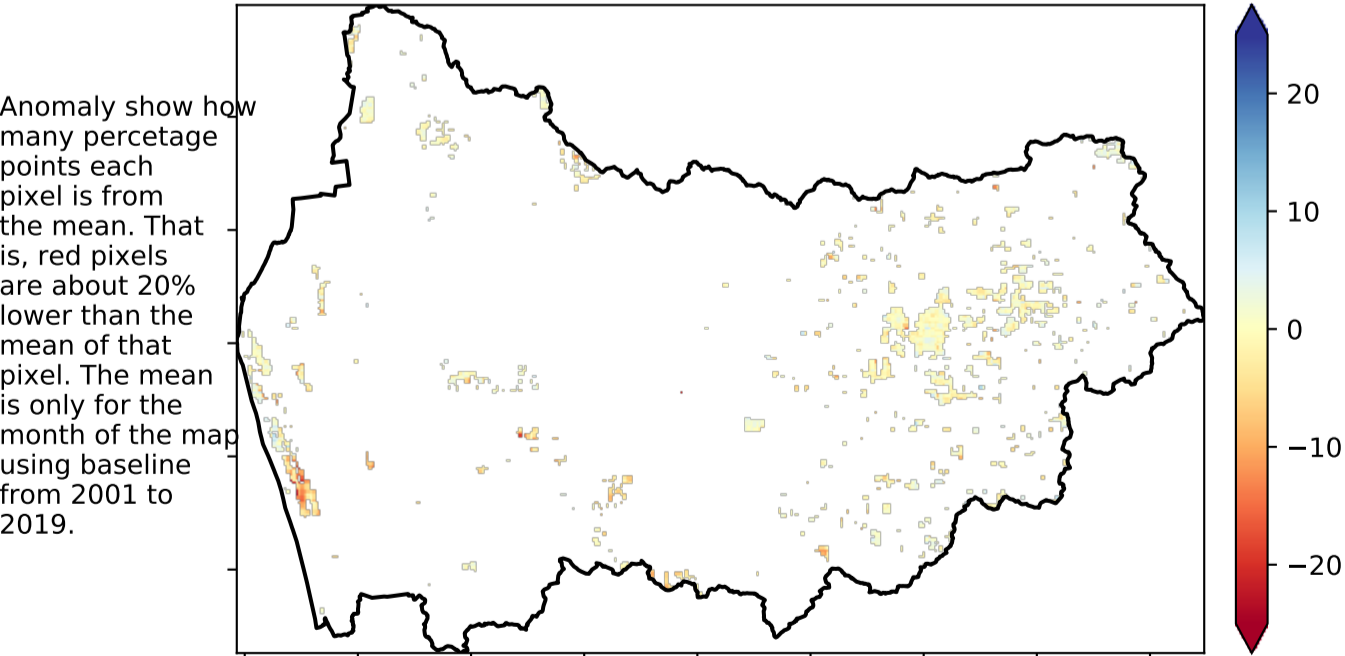 Anomaly show how
many percetage
points each
pixel is from
the mean. That
is, red pixels
are about 20%
lower than the
mean of that
pixel. The mean
is only for the
month of the map
using baseline
from 2001 to
2019.
20
10
0
−10
−20